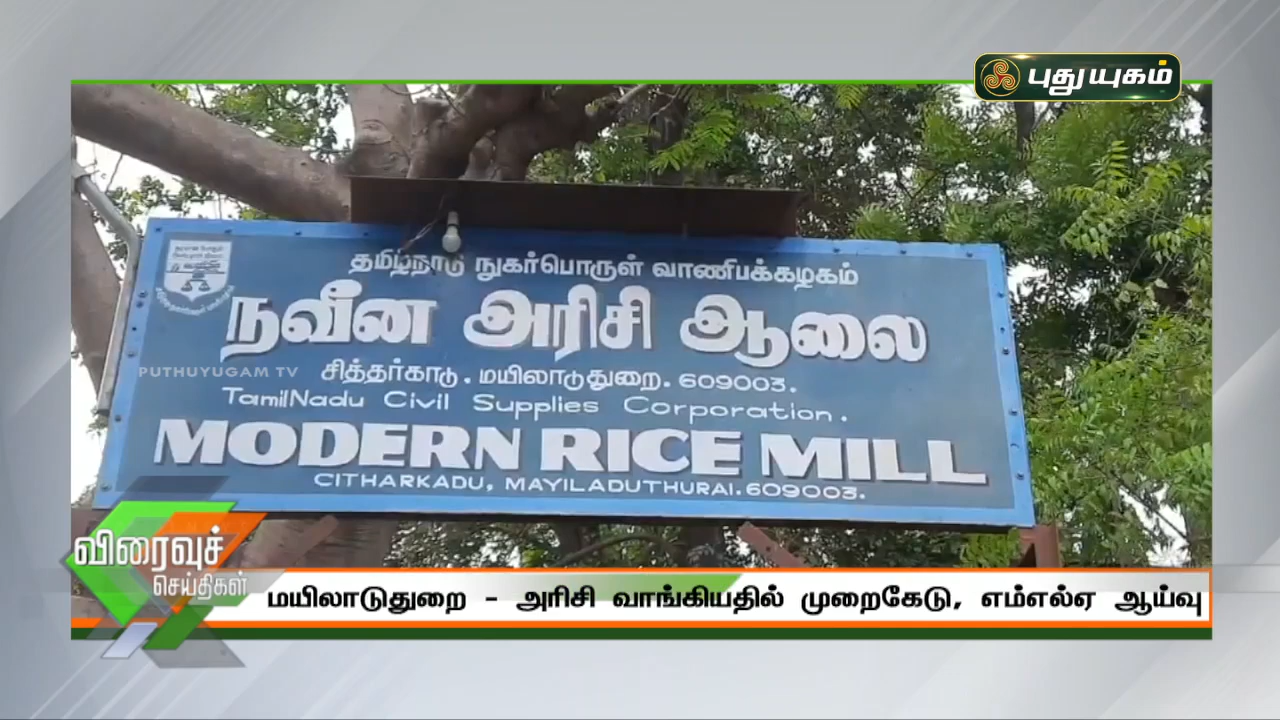 புதுயுகம்
தமிழ்நாடு நுகர்பொருள் வாணிபக்கழகம்
நவீன அரிசி ஆலை
PUTHUYUGAM TV
சித்தர்காடு . மயிலாடுதுறை. 609003.
TamilNadu Civil Supplies Corporation .
MODERN RICE MILL
CITHARKADU, MAYILADUTHURAI. 609003.
விரைவுச்
செய்திகள்
மயிலாடுதுறை - அரிசி வாங்கியதில் முறைகேடு, எம்எல்ஏ ஆய்வு